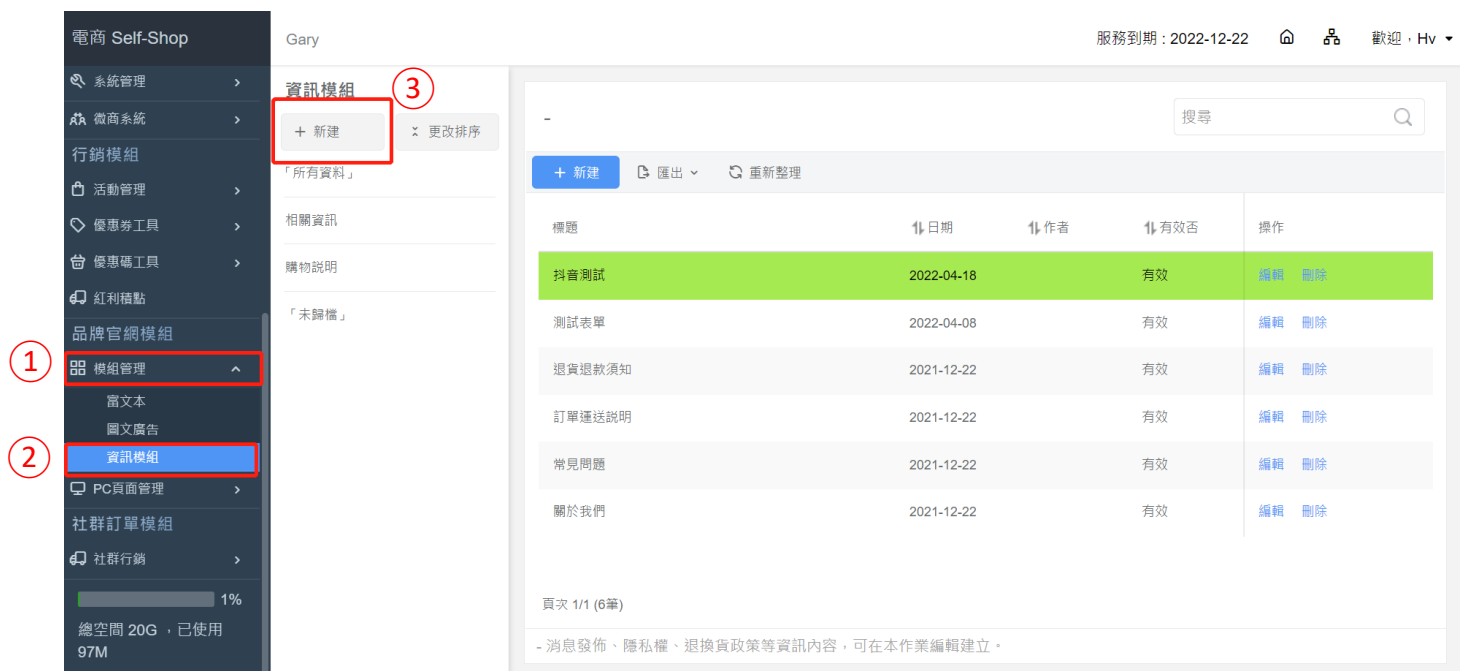 電商 Self-Shop
Gary
服務到期 : 2022-12-22
歡迎，Hv
系統管理
微商系統
行銷模組
活動管理
優惠券工具
優惠碼工具
紅利積點
品牌官網模組
①
模組管理
富文本
圖文廣告
②
資訊模組
PC頁面管理
社群訂單模組
社群行銷
1%
總空間 20G ，已使用
97M
資訊模組
③
+ 新建
更改排序
「所有資料」
相關資訊
購物説明
「未歸檔」
-
搜尋
+ 新建 匯出 重新整理
標題 日期 作者 有效否 操作
抖音測試 2022-04-18 有效 編輯 刪除
測試表單 2022-04-08 有效 編輯 刪除
退貨退款須知 2021-12-22 有效 編輯 刪除
訂單運送説明 2021-12-22 有效 編輯 刪除
常見問題 2021-12-22 有效 編輯 刪除
關於我們 2021-12-22 有效 編輯 刪除
頁次 1/1 (6筆)
- 消息發佈、隱私權、退換貨政策等資訊內容，可在本作業編輯建立。